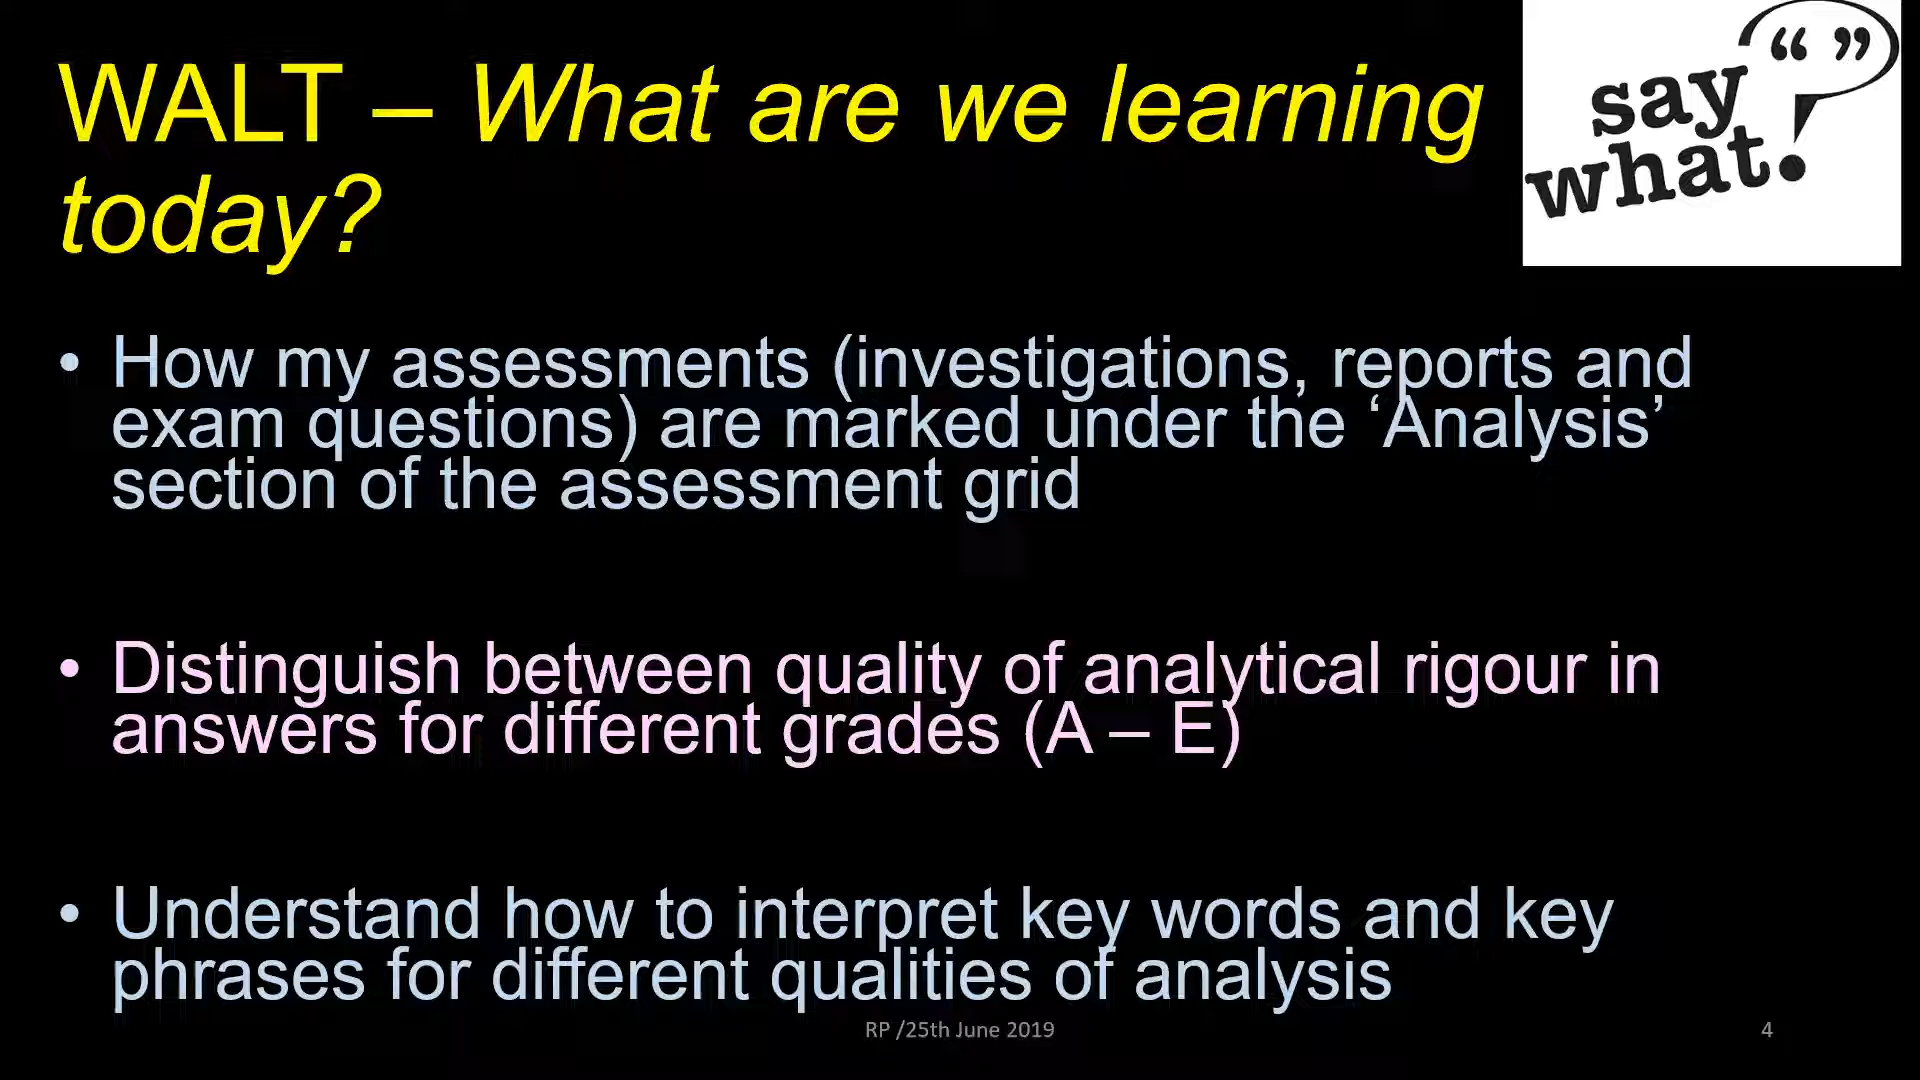 WALT – What are we learning
today?
“ ”
say
what.
• How my assessments (investigations, reports and
exam questions) are marked under the ‘Analysis’
section of the assessment grid
• Distinguish between quality of analytical rigour in
answers for different grades (A – E)
• Understand how to interpret key words and key
phrases for different qualities of analysis
RP /25th June 2019
4